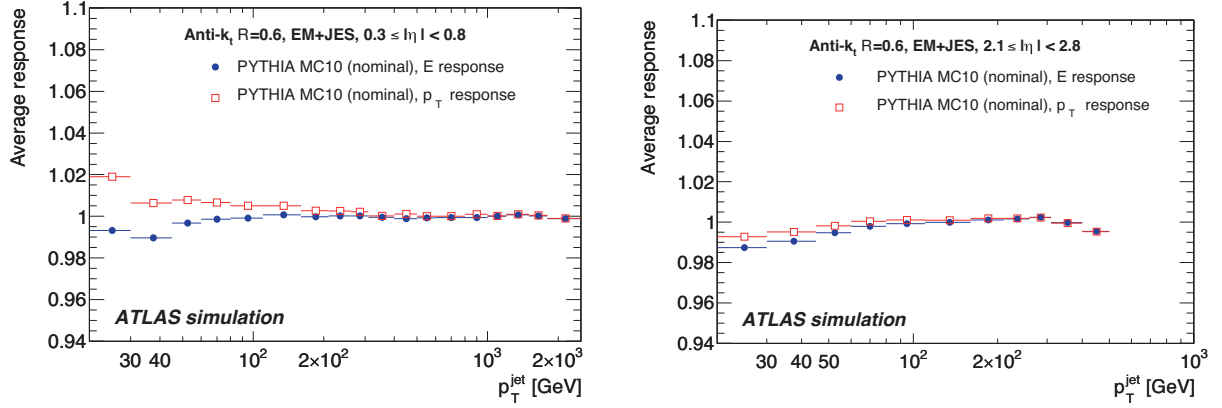 Average response
1.1
1.08
1.06
1.04
1.02
1
0.98
0.96
0.94
Anti-k_t R=0.6, EM+JES, 0.3 ≤ |η| < 0.8
PYTHIA MC10 (nominal), E response
PYTHIA MC10 (nominal), p_T response
ATLAS simulation
30 40 10² 2×10² 10³ 2×10³
p_T^jet [GeV]
Average response
1.1
1.08
1.06
1.04
1.02
1
0.98
0.96
0.94
Anti-k_t R=0.6, EM+JES, 2.1 ≤ |η| < 2.8
PYTHIA MC10 (nominal), E response
PYTHIA MC10 (nominal), p_T response
ATLAS simulation
30 40 50 10² 2×10² 10³
p_T^jet [GeV]